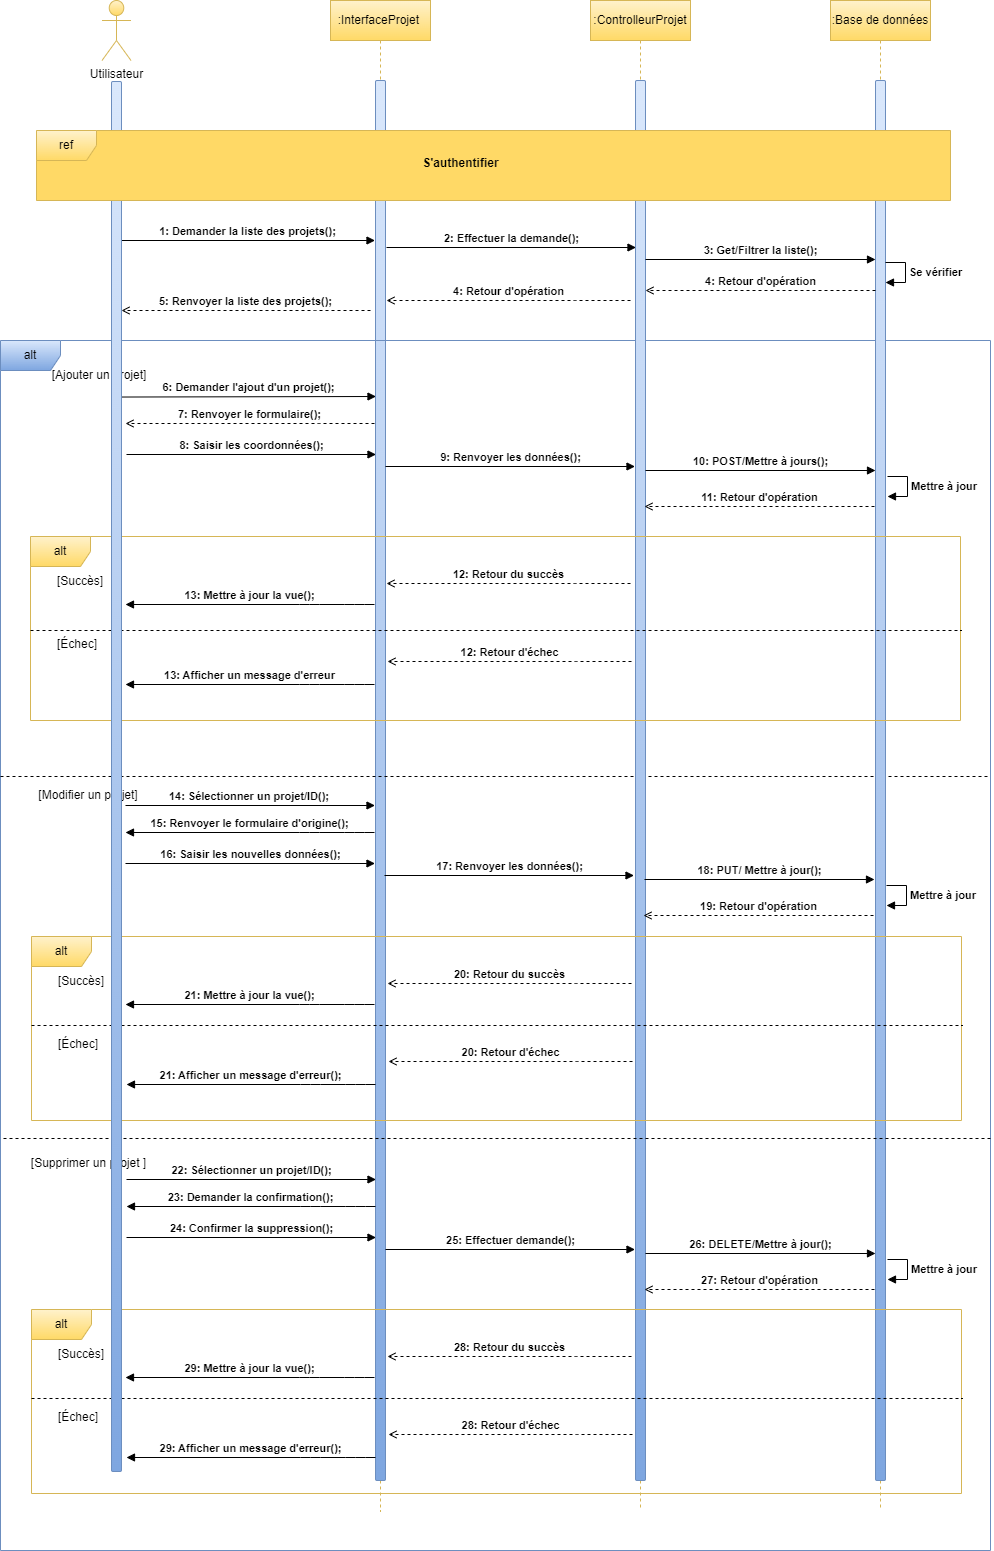 :InterfaceProjet
:ControlleurProjet
:Base de données
Utilisateur
ref
S'authentifier
1: Demander la liste des projets();
2: Effectuer la demande();
3: Get/Filtrer la liste();
Se vérifier
4: Retour d'opération
4: Retour d'opération
5: Renvoyer la liste des projets();
alt
[Ajouter un projet]
6: Demander l'ajout d'un projet();
7: Renvoyer le formulaire();
8: Saisir les coordonnées();
9: Renvoyer les données();
10: POST/Mettre à jours();
Mettre à jour
11: Retour d'opération
alt
[Succès]
12: Retour du succès
13: Mettre à jour la vue();
[Échec]
12: Retour d'échec
13: Afficher un message d'erreur
[Modifier un projet]
14: Sélectionner un projet/ID();
15: Renvoyer le formulaire d'origine();
16: Saisir les nouvelles données();
17: Renvoyer les données();
18: PUT/ Mettre à jour();
Mettre à jour
19: Retour d'opération
alt
[Succès]
20: Retour du succès
21: Mettre à jour la vue();
[Échec]
20: Retour d'échec
21: Afficher un message d'erreur();
[Supprimer un projet ]
22: Sélectionner un projet/ID();
23: Demander la confirmation();
24: Confirmer la suppression();
25: Effectuer demande();
26: DELETE/Mettre à jour();
Mettre à jour
27: Retour d'opération
alt
[Succès]
28: Retour du succès
29: Mettre à jour la vue();
[Échec]
28: Retour d'échec
29: Afficher un message d'erreur();